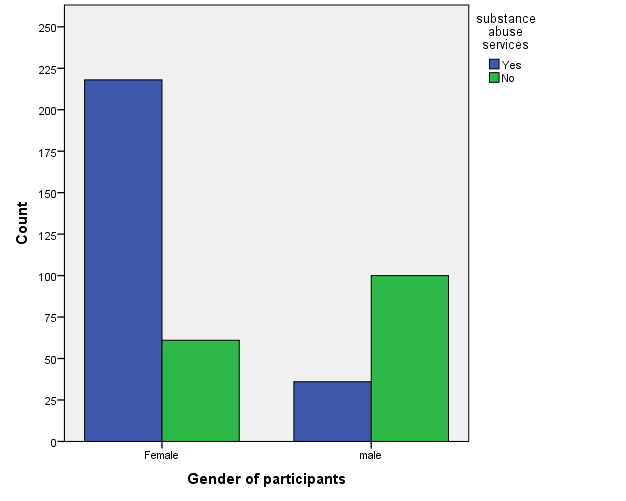 substance
abuse
services
Yes
No
250
225
200
175
150
125
100
75
50
25
0
Count
Female
male
Gender of participants